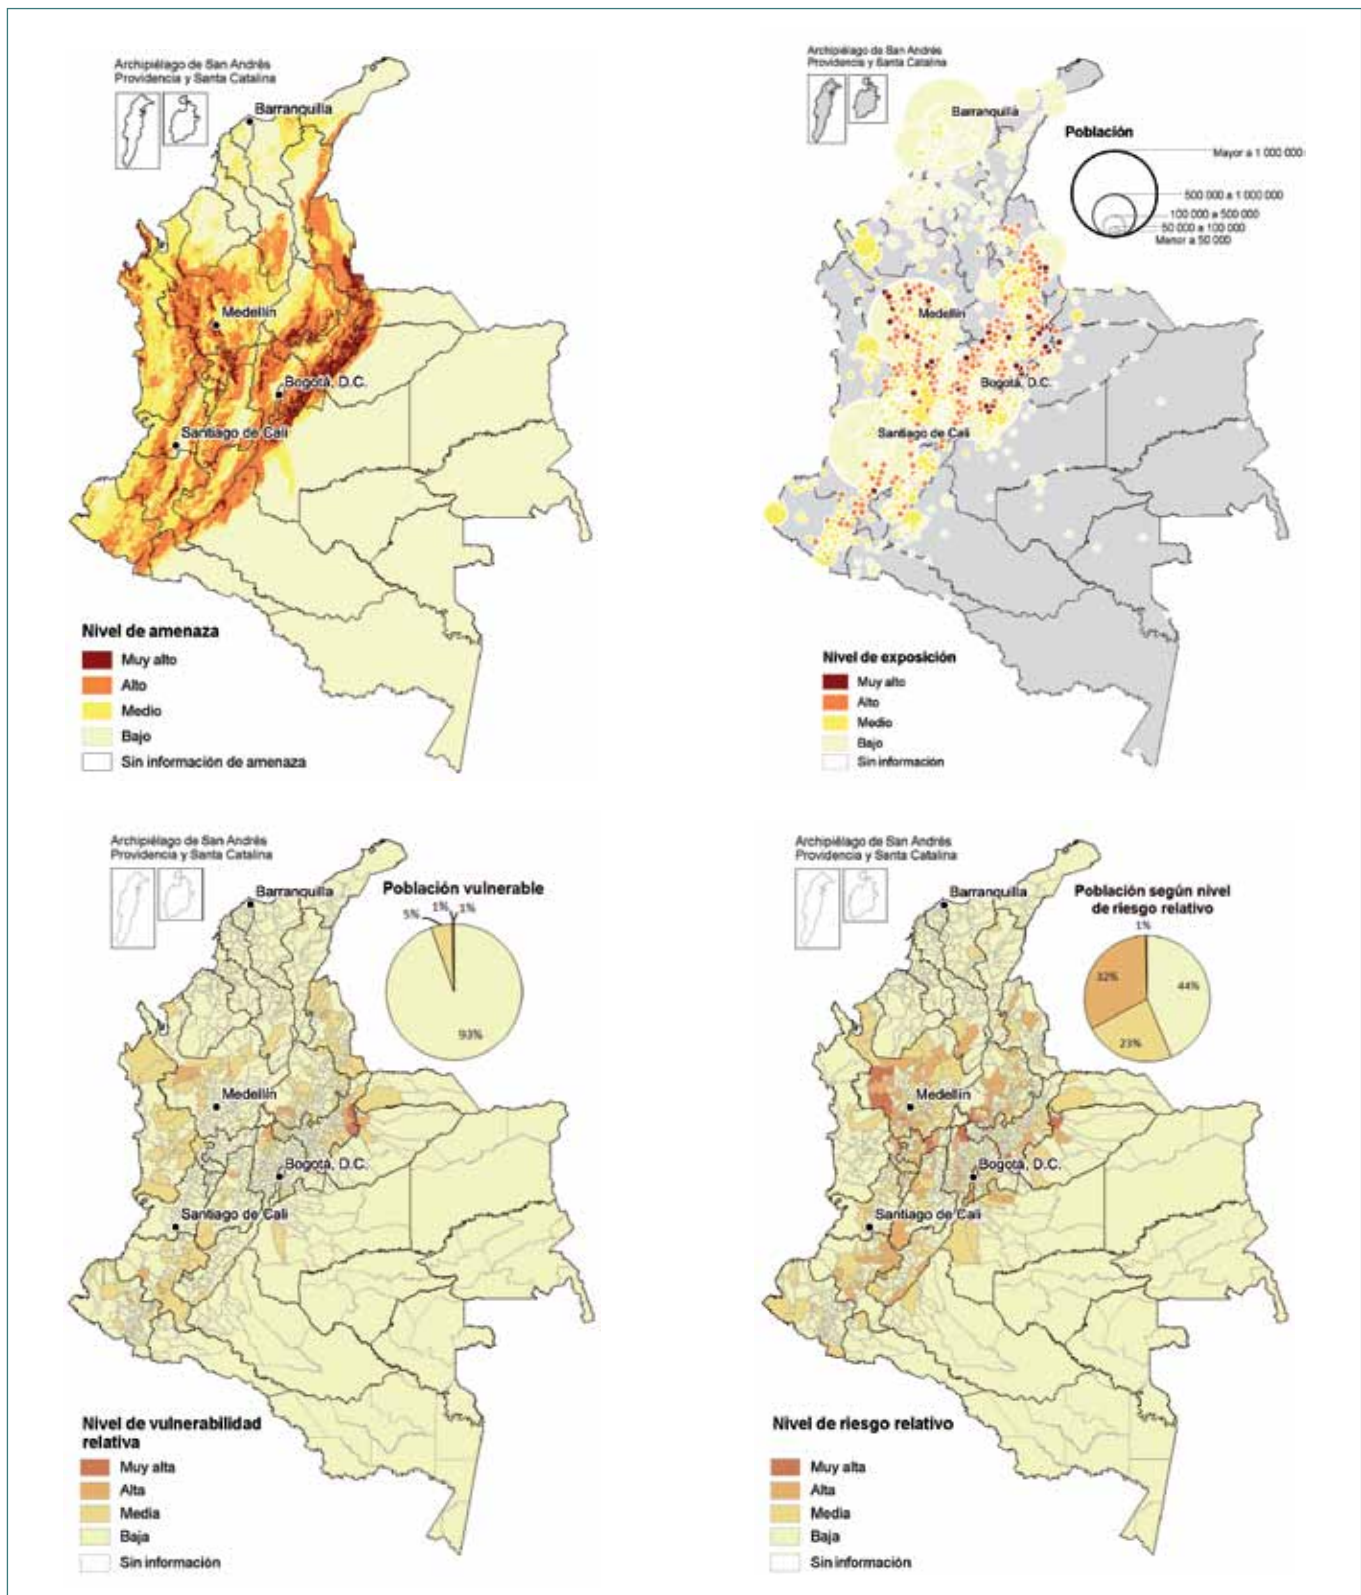 Archipiélago de San Andrés
Providencia y Santa Catalina
Barranquilla
Medellín
Bogotá, D.C.
Santiago de Cali
Nivel de amenaza
Muy alto
Alto
Medio
Bajo
Sin información de amenaza
Archipiélago de San Andrés
Providencia y Santa Catalina
Barranquilla
Población
Mayor a 1 000 000
500 000 a 1 000 000
100 000 a 500 000
50 000 a 100 000
Menor a 50 000
Medellín
Bogotá, D.C.
Santiago de Cali
Nivel de exposición
Muy alto
Alto
Medio
Bajo
Sin información
Archipiélago de San Andrés
Providencia y Santa Catalina
Barranquilla
Población vulnerable
5%
1%
1%
93%
Medellín
Bogotá, D.C.
Santiago de Cali
Nivel de vulnerabilidad
relativa
Muy alta
Alta
Media
Baja
Sin información
Archipiélago de San Andrés
Providencia y Santa Catalina
Barranquilla
Población según nivel
de riesgo relativo
1%
32%
44%
23%
Medellín
Bogotá, D.C.
Santiago de Cali
Nivel de riesgo relativo
Muy alta
Alta
Media
Baja
Sin información